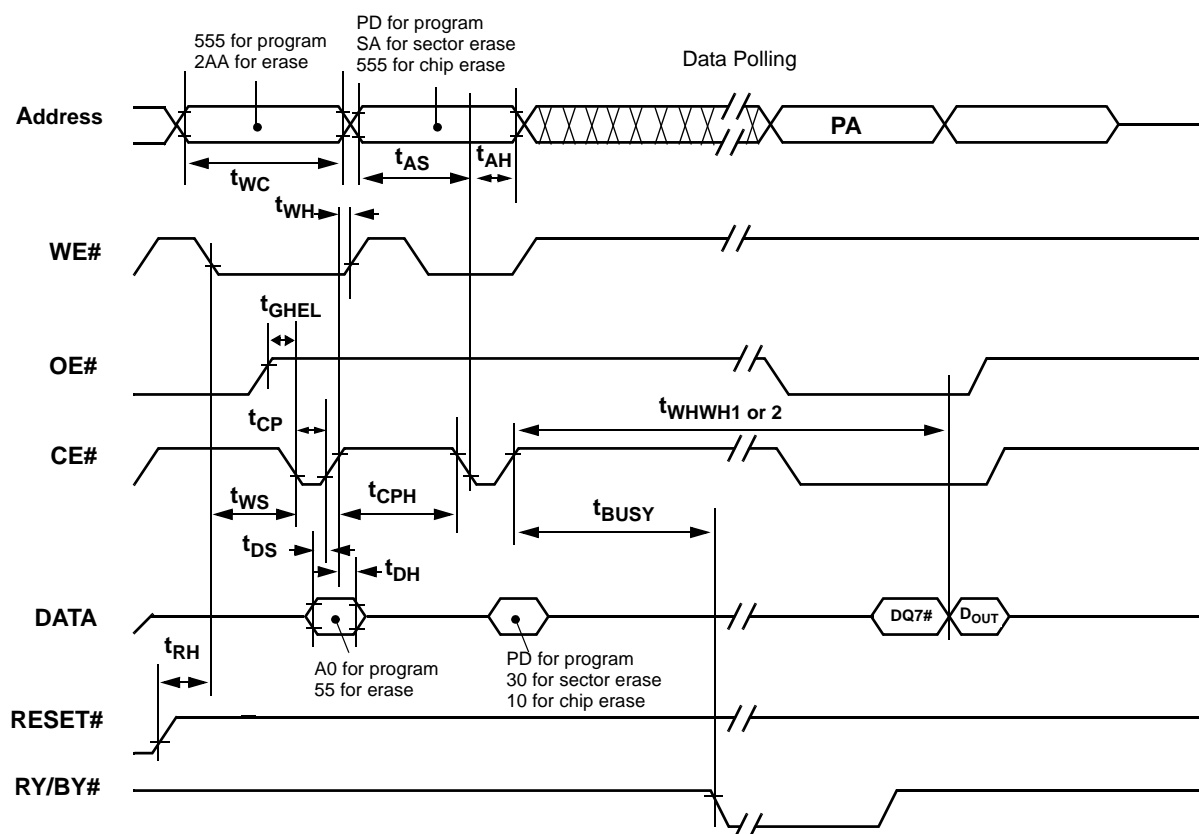 555 for program
2AA for erase
PD for program
SA for sector erase
555 for chip erase
Data Polling
Address
PA
tWC
tAS
tAH
tWH
WE#
tGHEL
OE#
tWHWH1 or 2
tCP
CE#
tWS
tCPH
tBUSY
tDS
tDH
DATA
DQ7#
DOUT
tRH
A0 for program
55 for erase
PD for program
30 for sector erase
10 for chip erase
RESET#
RY/BY#